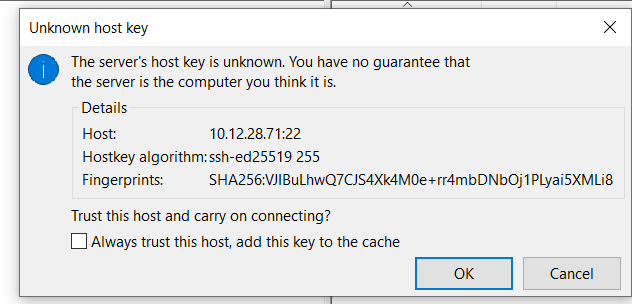 Unknown host key
The server's host key is unknown. You have no guarantee that
the server is the computer you think it is.
Details
Host: 10.12.28.71:22
Hostkey algorithm: ssh-ed25519 255
Fingerprints: SHA256:VJIBuLhwQ7CJS4Xk4M0e+rr4mbDNbOj1PLyai5XMLi8
Trust this host and carry on connecting?
Always trust this host, add this key to the cache
OK Cancel